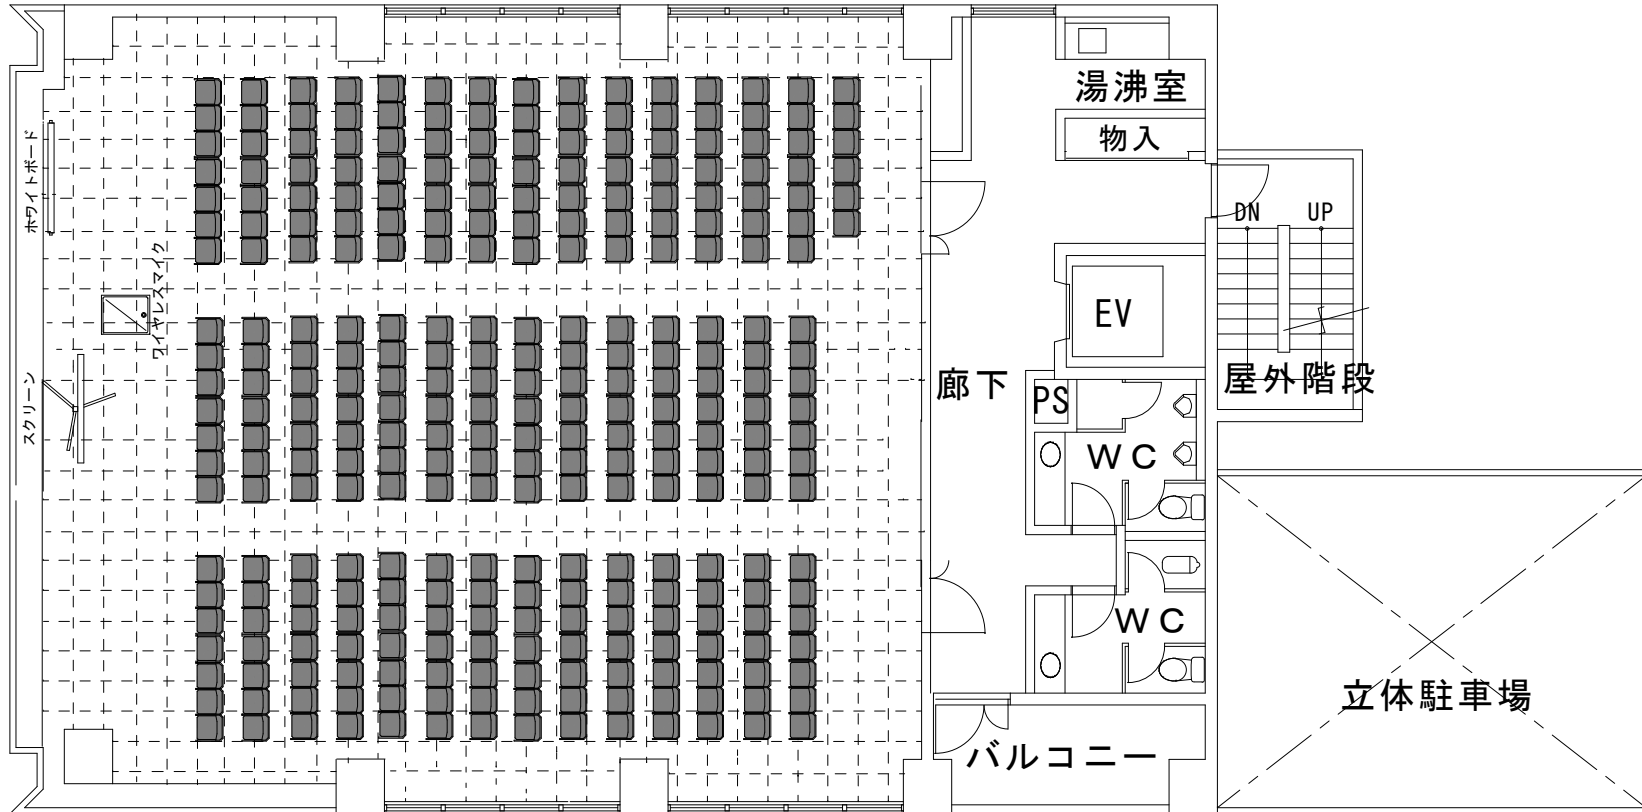 湯沸室
物入
ホワイトボード
DN
UP
ワイヤレスマイク
EV
スクリーン
廊下
PS
屋外階段
WC
WC
立体駐車場
バルコニー